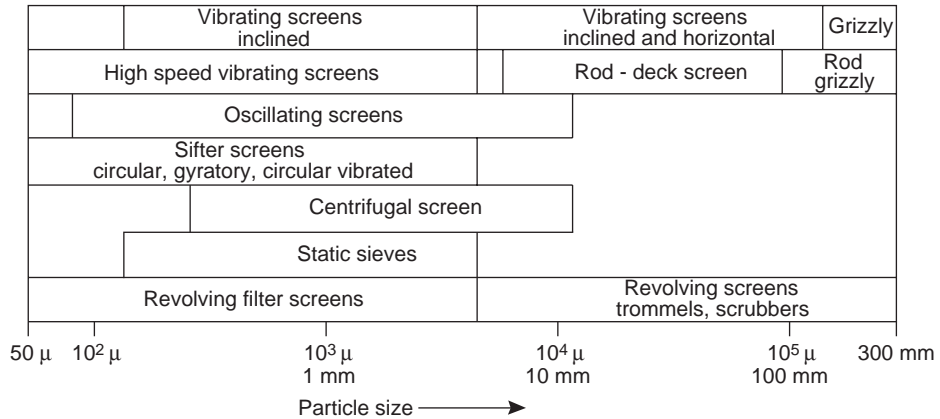 Vibrating screens
inclined
Vibrating screens
inclined and horizontal
Grizzly
High speed vibrating screens
Rod - deck screen
Rod
grizzly
Oscillating screens
Sifter screens
circular, gyratory, circular vibrated
Centrifugal screen
Static sieves
Revolving filter screens
Revolving screens
trommels, scrubbers
50 μ
10² μ
10³ μ
1 mm
10⁴ μ
10 mm
10⁵ μ
100 mm
300 mm
Particle size